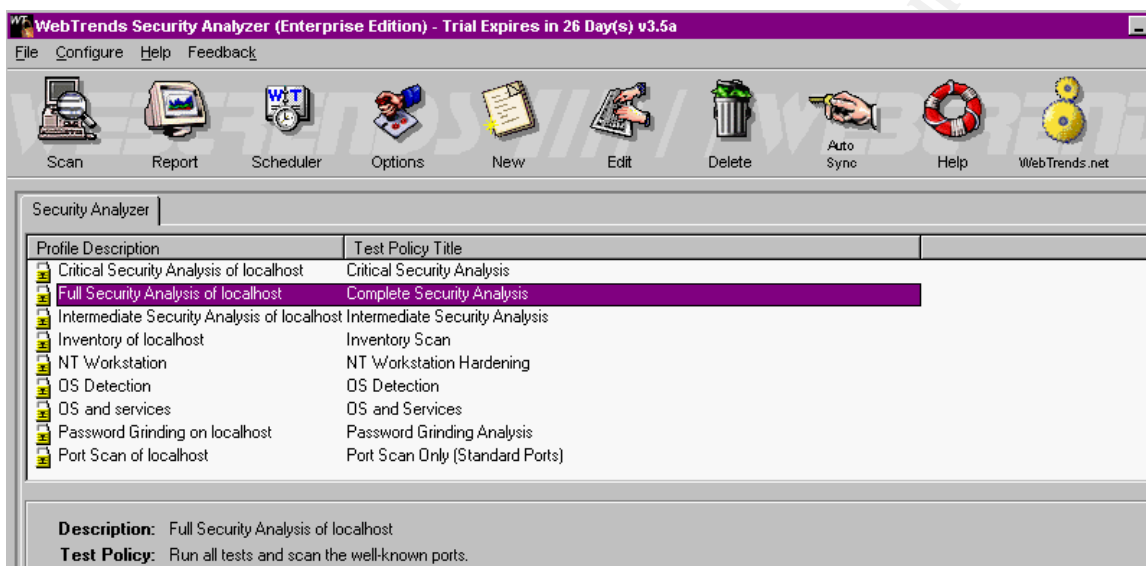 WebTrends Security Analyzer (Enterprise Edition) - Trial Expires in 26 Day(s) v3.5a
File Configure Help Feedback
Scan Report Scheduler Options New Edit Delete Auto Sync Help WebTrends.net
Security Analyzer
Profile Description Test Policy Title
Critical Security Analysis of localhost Critical Security Analysis
Full Security Analysis of localhost Complete Security Analysis
Intermediate Security Analysis of localhost Intermediate Security Analysis
Inventory of localhost Inventory Scan
NT Workstation NT Workstation Hardening
OS Detection OS Detection
OS and services OS and Services
Password Grinding on localhost Password Grinding Analysis
Port Scan of localhost Port Scan Only (Standard Ports)
Description: Full Security Analysis of localhost
Test Policy: Run all tests and scan the well-known ports.